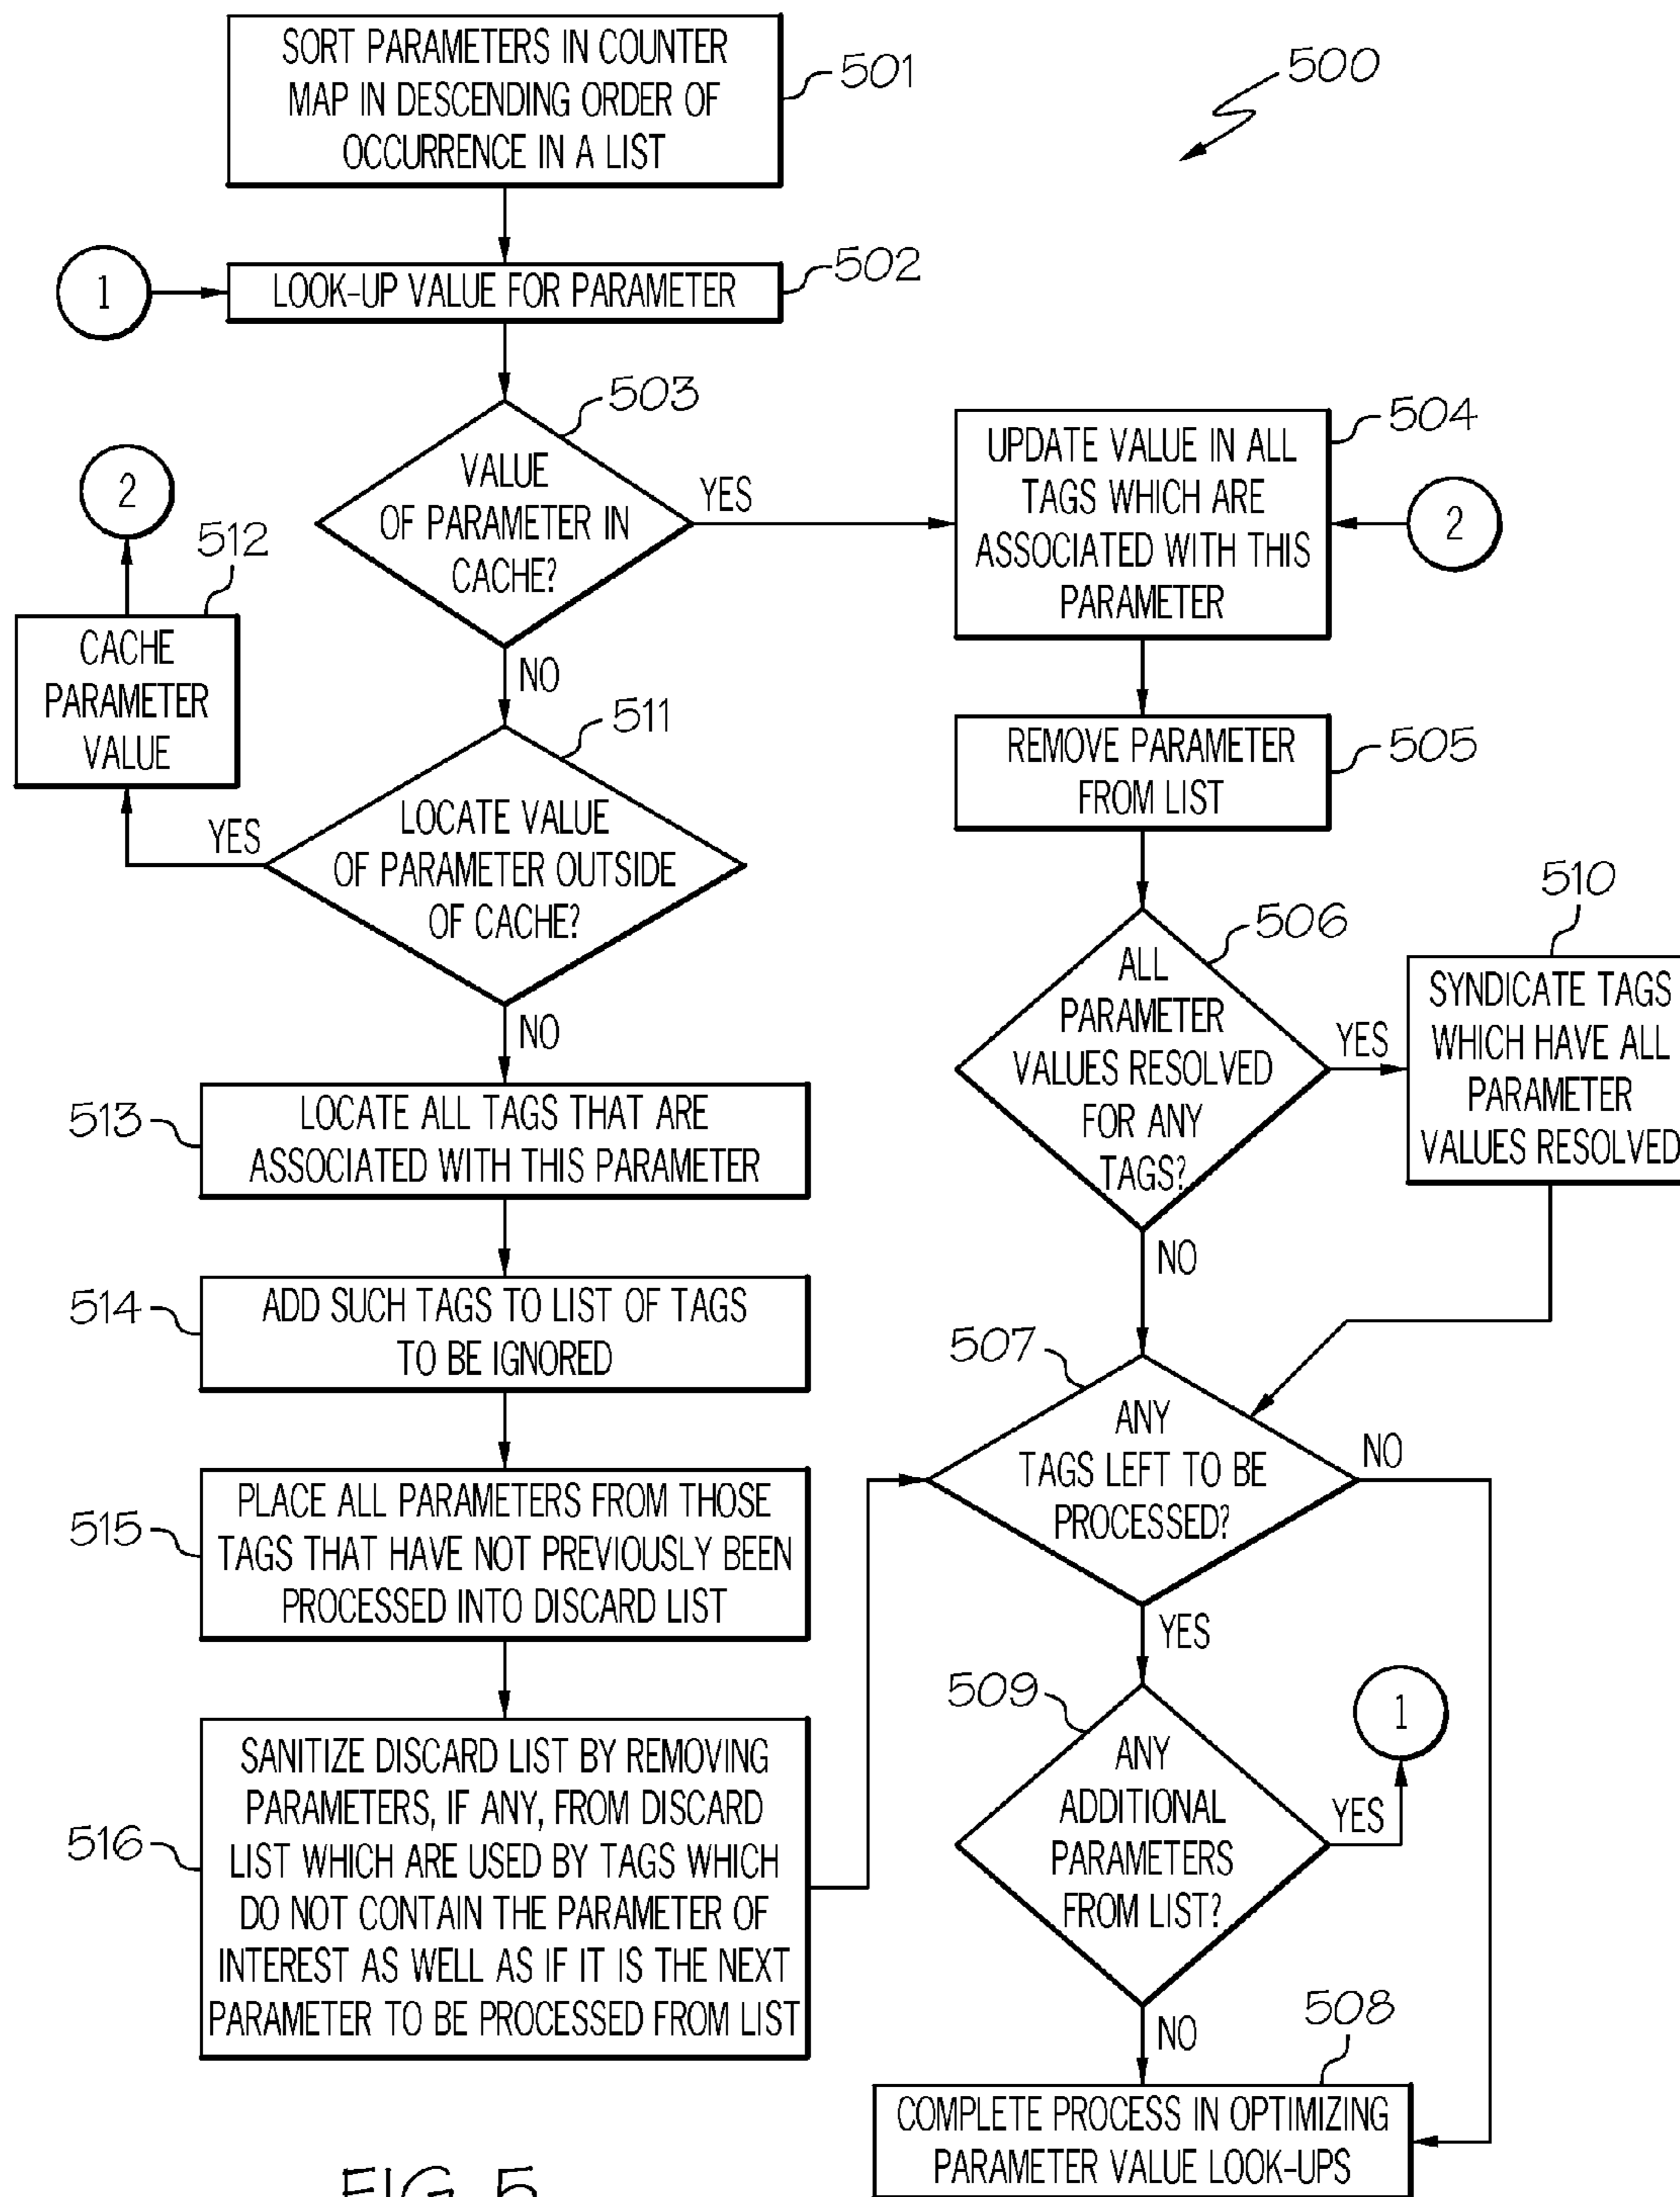 SORT PARAMETERS IN COUNTER
MAP IN DESCENDING ORDER OF
OCCURRENCE IN A LIST
501
500
1
LOOK-UP VALUE FOR PARAMETER
502
503
VALUE
OF PARAMETER IN
CACHE?
YES
NO
504
UPDATE VALUE IN ALL
TAGS WHICH ARE
ASSOCIATED WITH THIS
PARAMETER
2
2
512
CACHE
PARAMETER
VALUE
YES
511
LOCATE VALUE
OF PARAMETER OUTSIDE
OF CACHE?
NO
REMOVE PARAMETER
FROM LIST
505
506
ALL
PARAMETER
VALUES RESOLVED
FOR ANY
TAGS?
YES
NO
510
SYNDICATE TAGS
WHICH HAVE ALL
PARAMETER
VALUES RESOLVED
513
LOCATE ALL TAGS THAT ARE
ASSOCIATED WITH THIS PARAMETER
514
ADD SUCH TAGS TO LIST OF TAGS
TO BE IGNORED
507
ANY
TAGS LEFT TO BE
PROCESSED?
NO
YES
515
PLACE ALL PARAMETERS FROM THOSE
TAGS THAT HAVE NOT PREVIOUSLY BEEN
PROCESSED INTO DISCARD LIST
516
SANITIZE DISCARD LIST BY REMOVING
PARAMETERS, IF ANY, FROM DISCARD
LIST WHICH ARE USED BY TAGS WHICH
DO NOT CONTAIN THE PARAMETER OF
INTEREST AS WELL AS IF IT IS THE NEXT
PARAMETER TO BE PROCESSED FROM LIST
509
ANY
ADDITIONAL
PARAMETERS
FROM LIST?
YES
1
NO
508
COMPLETE PROCESS IN OPTIMIZING
PARAMETER VALUE LOOK-UPS
FIG. 5